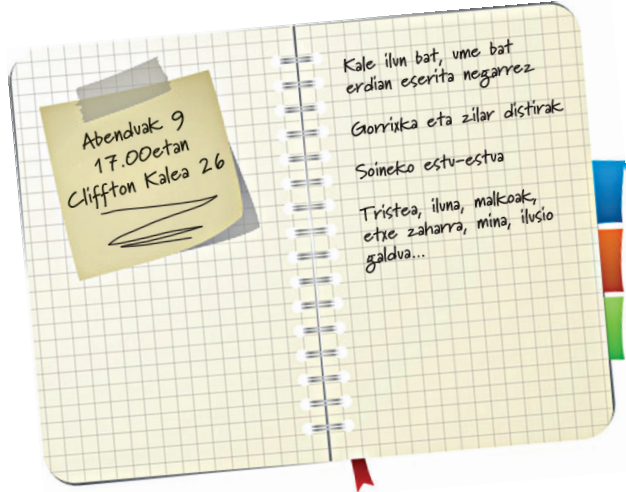 Abenduak 9
17.00etan
Cliffton Kalea 26
Kale ilun bat, ume bat
erdian eserita negarrez
Gorrixka eta zilar distirak
Soineko estu-estua
Tristea, iluna, malkoak,
etxe zaharra, mina, ilusio
galdua...